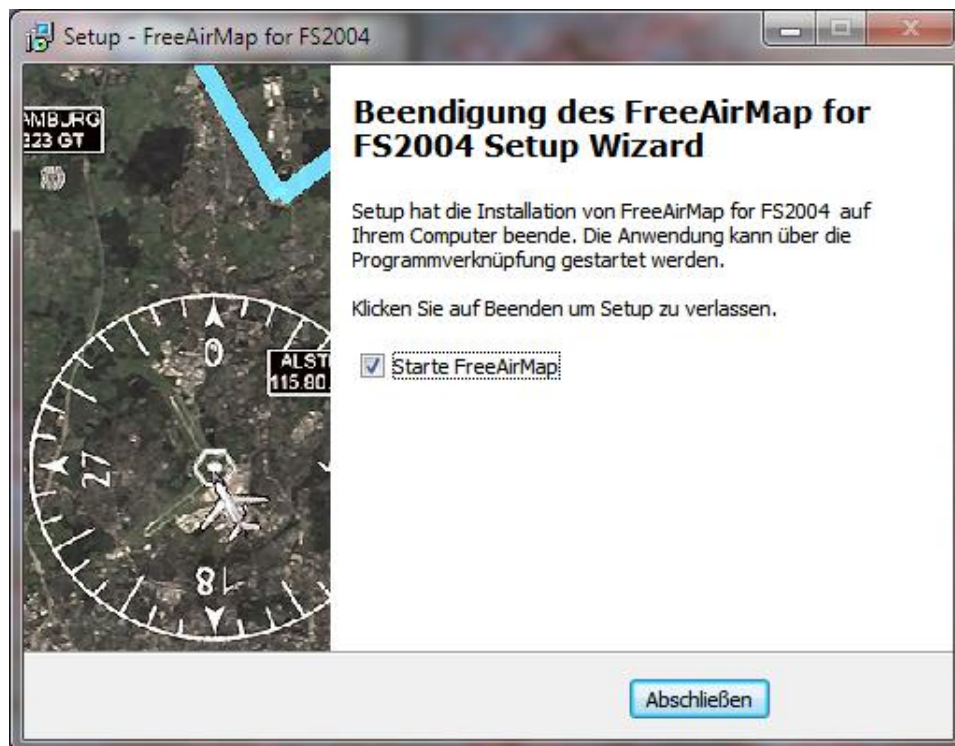 Setup - FreeAirMap for FS2004
AMBURG
323 GT
Beendigung des FreeAirMap for
FS2004 Setup Wizard
Setup hat die Installation von FreeAirMap for FS2004 auf
Ihrem Computer beende. Die Anwendung kann über die
Programmverknüpfung gestartet werden.
Klicken Sie auf Beenden um Setup zu verlassen.
Starte FreeAirMap
0
ALST
115.80
27
18
Abschließen